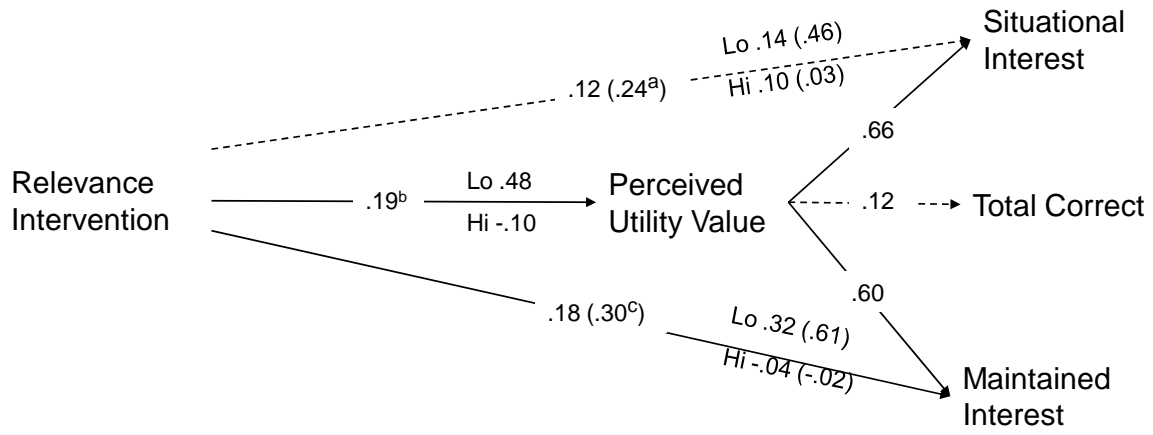 Situational
Interest
Lo .14 (.46)
Hi .10 (.03)
.12 (.24ᵃ)
.66
Relevance
Intervention
.19ᵇ
Lo .48
Hi -.10
Perceived
Utility Value
.12
Total Correct
.60
.18 (.30ᶜ)
Lo .32 (.61)
Hi -.04 (-.02)
Maintained
Interest